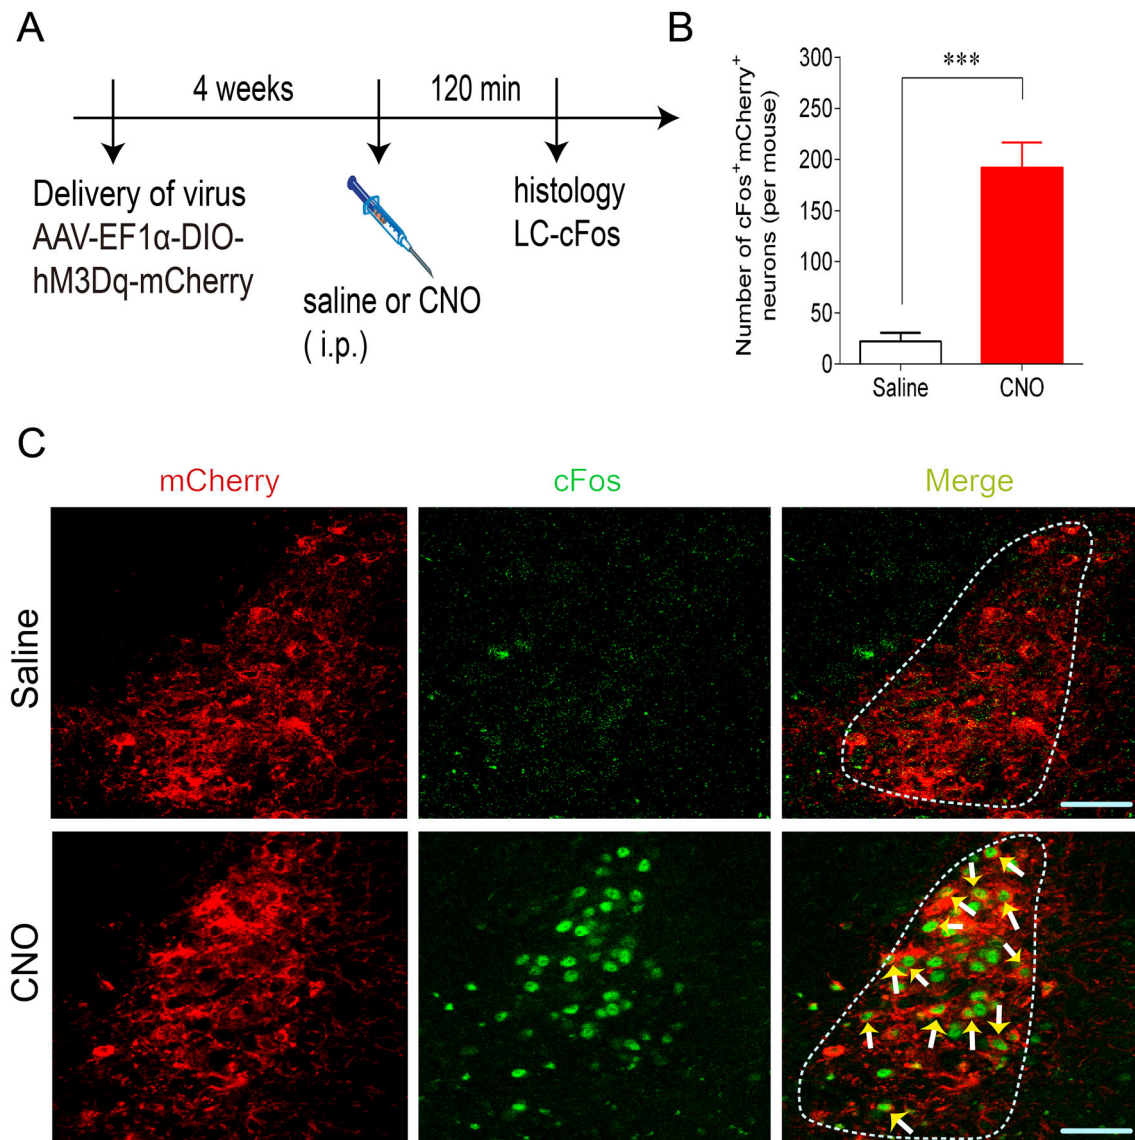 A
4 weeks
120 min
Delivery of virus
AAV-EF1α-DIO-
hM3Dq-mCherry
saline or CNO
( i.p.)
histology
LC-cFos
B
Number of cFos⁺mCherry⁺
neurons (per mouse)
300
250
200
150
100
50
0
***
Saline
CNO
C
mCherry
cFos
Merge
Saline
CNO